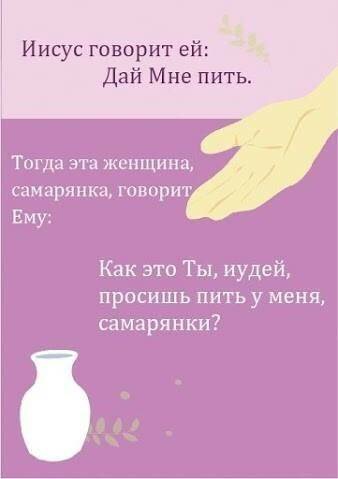 Иисус говорит ей:
Дай Мне пить.
Тогда эта женщина,
самарянка, говорит
Ему:
Как это Ты, иудей,
просишь пить у меня,
самарянки?